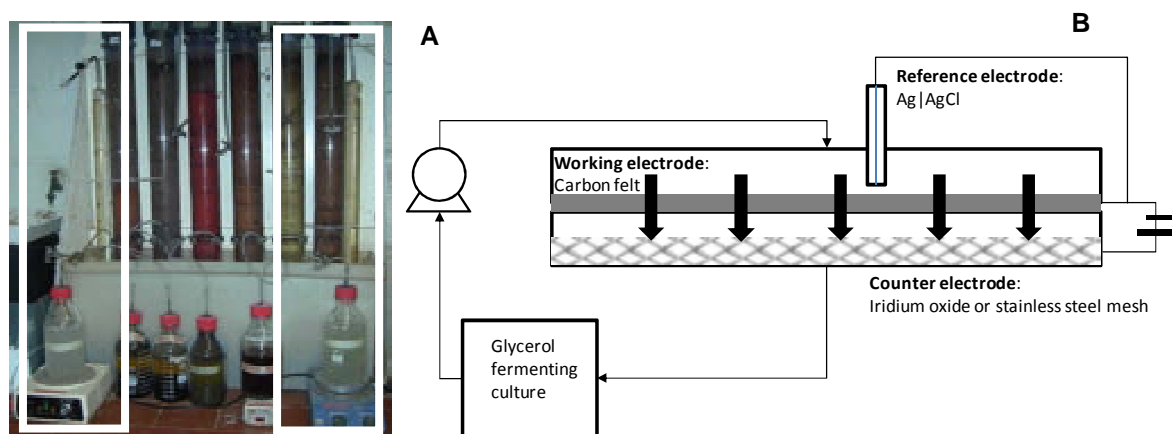 A
B
Reference electrode:
Ag|AgCl
Working electrode:
Carbon felt
Counter electrode:
Iridium oxide or stainless steel mesh
Glycerol
fermenting
culture